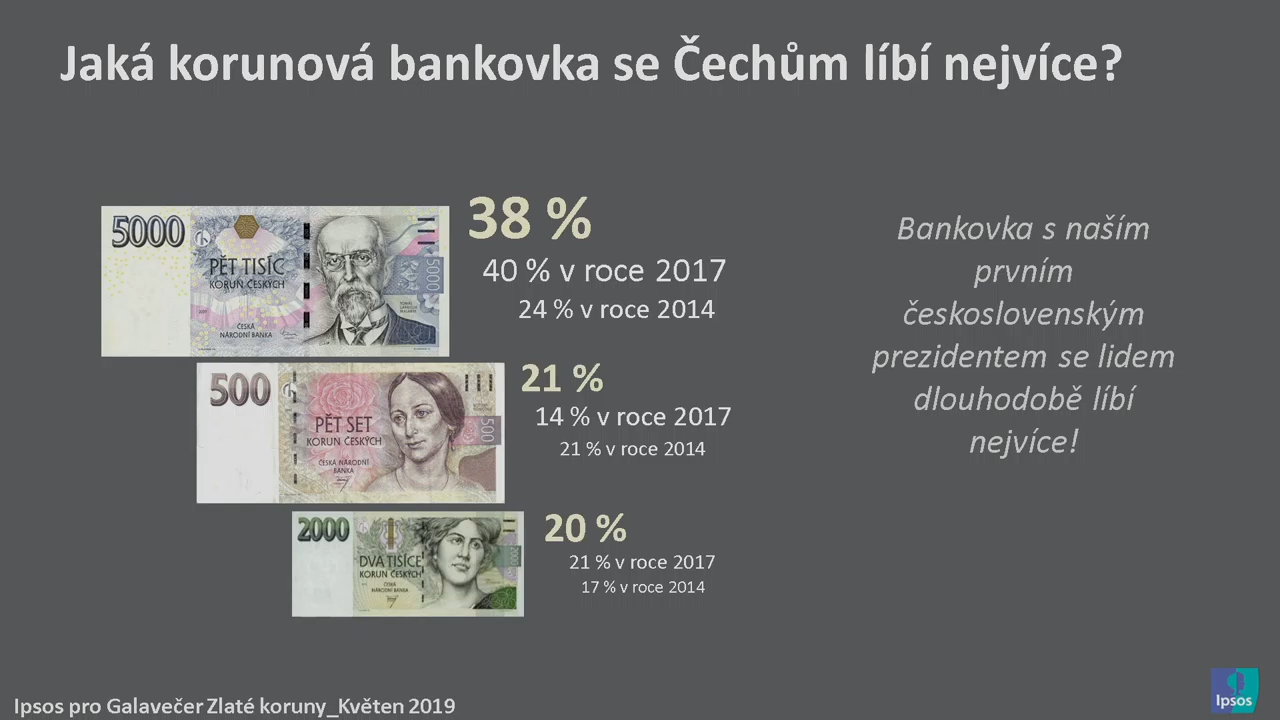 Jaká korunová bankovka se Čechům líbí nejvíce?
5000
PĚT TISÍC
KORUN ČESKÝCH
ČESKÁ
NÁRODNÍ BANKA
5000
38 %
40 % v roce 2017
24 % v roce 2014
500
PĚT SET
KORUN ČESKÝCH
ČESKÁ NÁRODNÍ
BANKA
500
21 %
14 % v roce 2017
21 % v roce 2014
2000
DVA TISÍCE
KORUN ČESKÝCH
ČESKÁ
NÁRODNÍ BANKA
2000
20 %
21 % v roce 2017
17 % v roce 2014
Bankovka s naším
prvním
československým
prezidentem se lidem
dlouhodobě líbí
nejvíce!
Ipsos pro Galavečer Zlaté koruny_Květen 2019
Ipsos